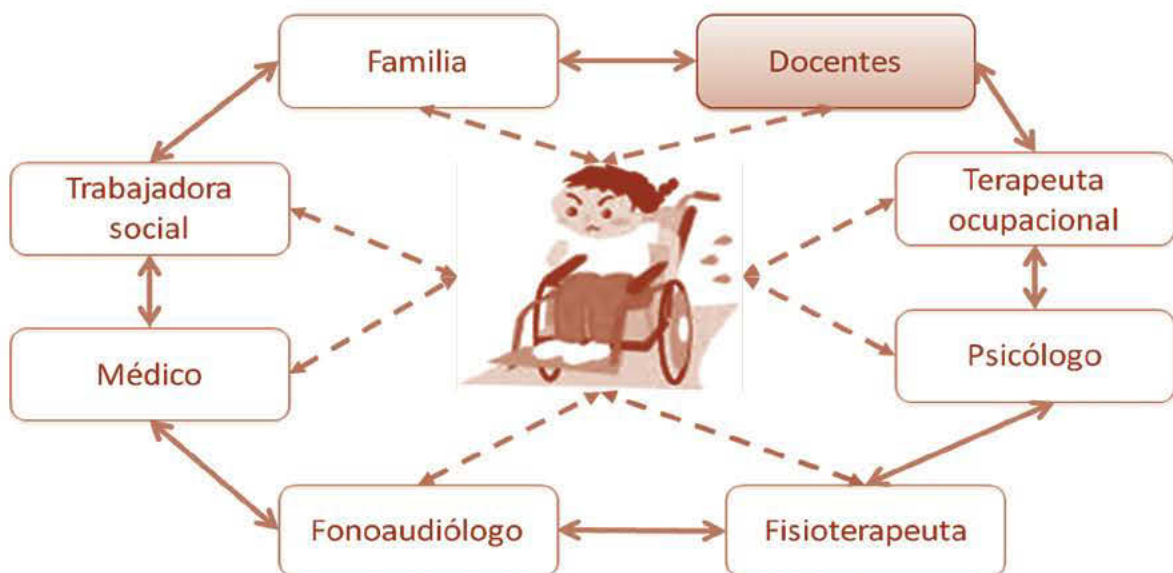 Familia
Docentes
Trabajadora
social
Terapeuta
ocupacional
Médico
Psicólogo
Fonoaudiólogo
Fisioterapeuta